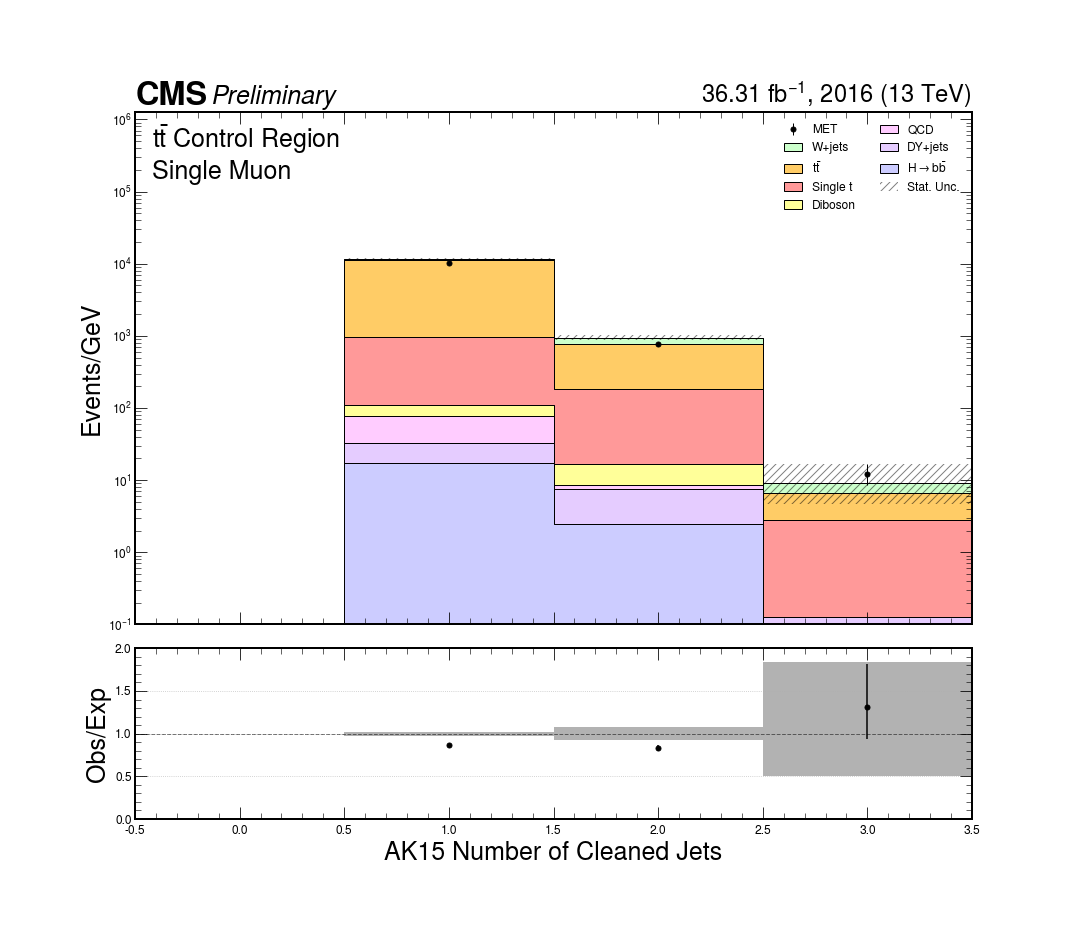 CMS Preliminary 36.31 fb⁻¹, 2016 (13 TeV)
tt̄ Control Region
Single Muon
MET
W+jets
tt̄
Single t
Diboson
QCD
DY+jets
H→bb̄
Stat. Unc.
Events/GeV
10⁶
10⁵
10⁴
10³
10²
10¹
10⁰
10⁻¹
Obs/Exp
2.0
1.5
1.0
0.5
0.0
-0.5 0.0 0.5 1.0 1.5 2.0 2.5 3.0 3.5
AK15 Number of Cleaned Jets